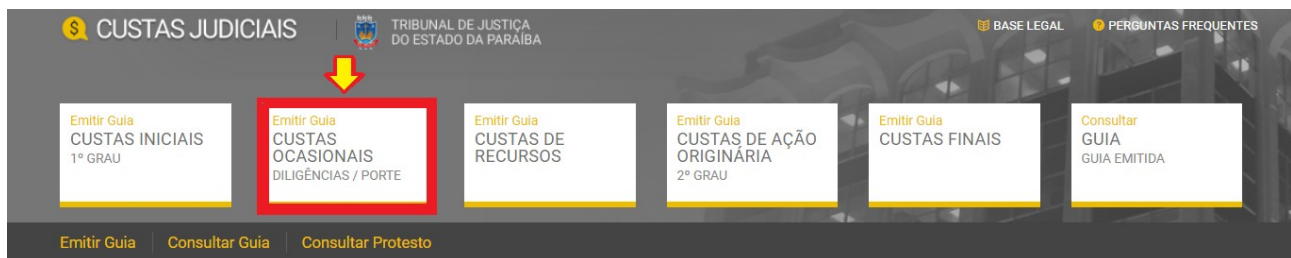 CUSTAS JUDICIAIS
TRIBUNAL DE JUSTIÇA
DO ESTADO DA PARAÍBA
BASE LEGAL
PERGUNTAS FREQUENTES
Emitir Guia
CUSTAS INICIAIS
1º GRAU
Emitir Guia
CUSTAS
OCASIONAIS
DILIGÊNCIAS / PORTE
Emitir Guia
CUSTAS DE
RECURSOS
Emitir Guia
CUSTAS DE AÇÃO
ORIGINÁRIA
2º GRAU
Emitir Guia
CUSTAS FINAIS
Consultar
GUIA
GUIA EMITIDA
Emitir Guia
Consultar Guia
Consultar Protesto